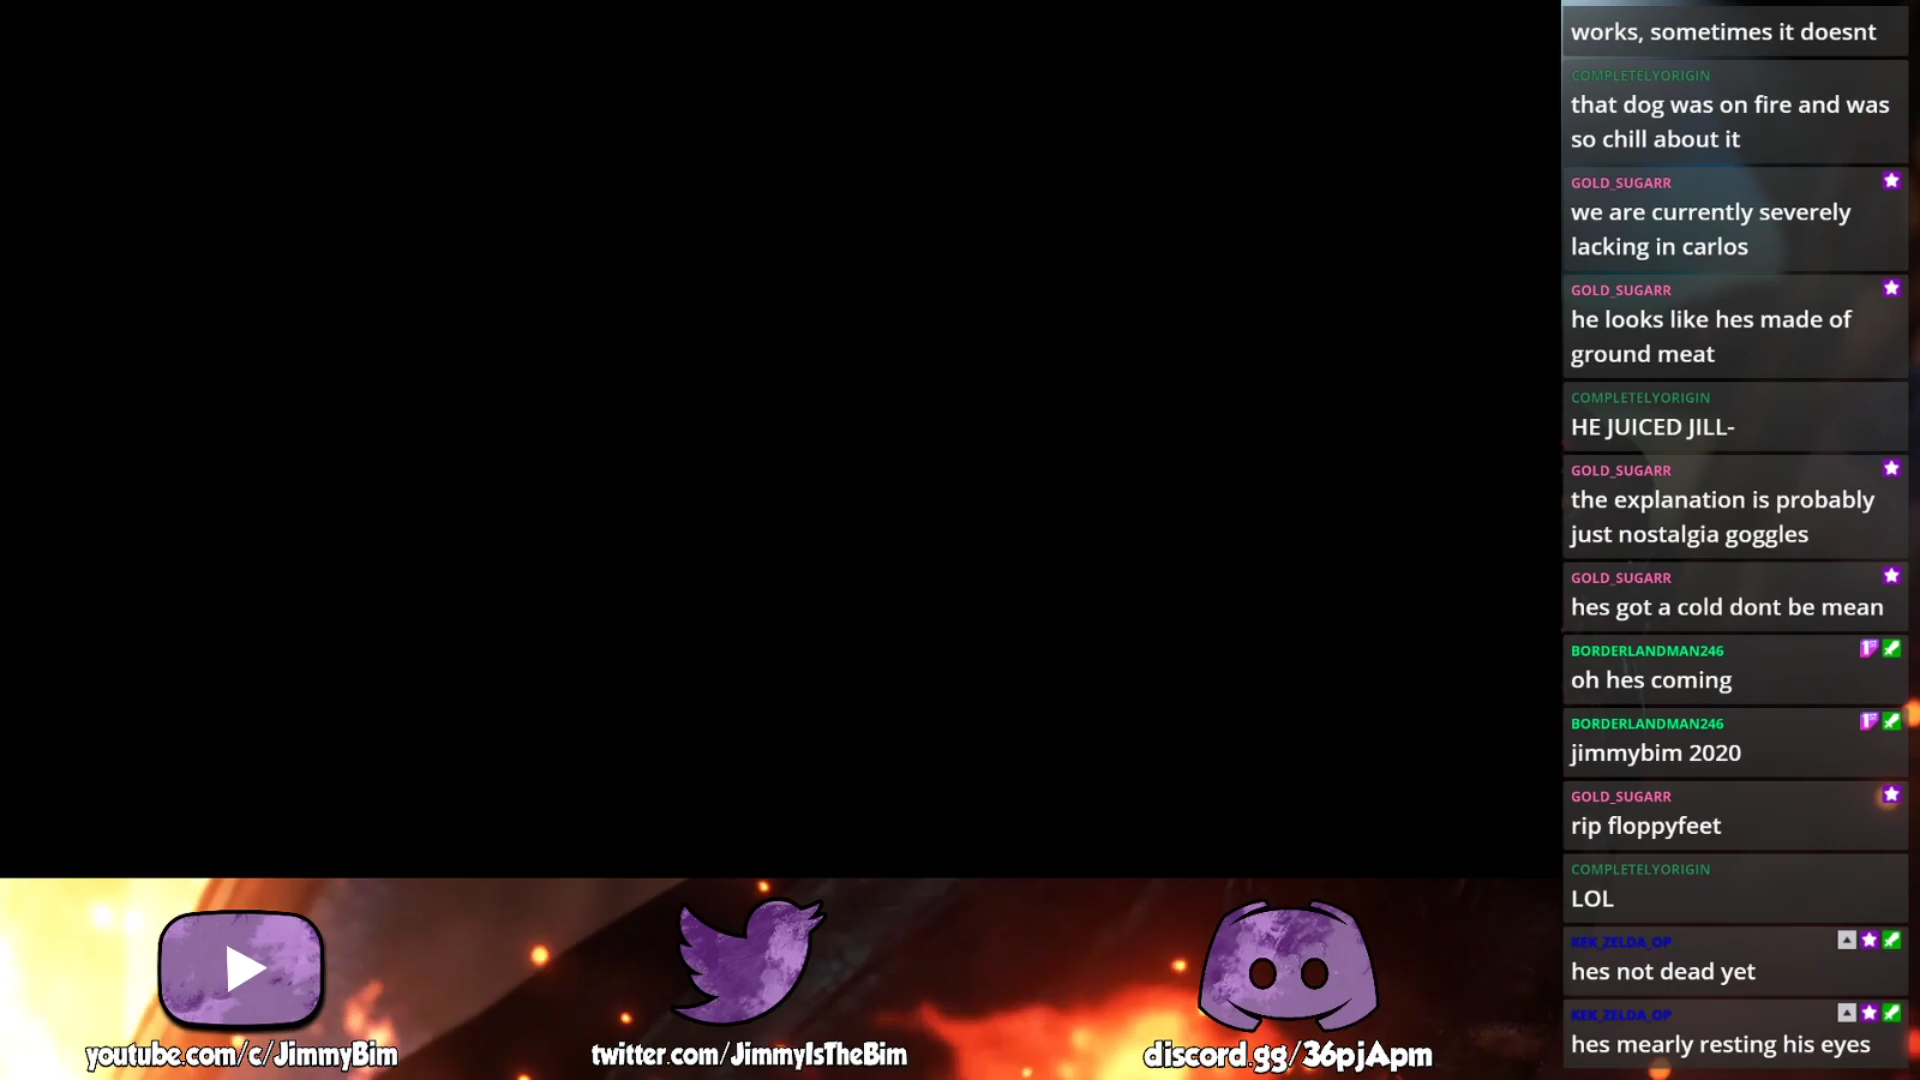 works, sometimes it doesnt
COMPLETELYORIGIN
that dog was on fire and was
so chill about it
GOLD_SUGARR
we are currently severely
lacking in carlos
GOLD_SUGARR
he looks like hes made of
ground meat
COMPLETELYORIGIN
HE JUICED JILL-
GOLD_SUGARR
the explanation is probably
just nostalgia goggles
GOLD_SUGARR
hes got a cold dont be mean
BORDERLANDMAN246
1ST
oh hes coming
BORDERLANDMAN246
1ST
jimmybim 2020
GOLD_SUGARR
rip floppyfeet
COMPLETELYORIGIN
LOL
KEK_ZELDA_OP
hes not dead yet
KEK_ZELDA_OP
hes mearly resting his eyes
youtube.com/c/JimmyBim
twitter.com/JimmyIsTheBim
discord.gg/36pjApm